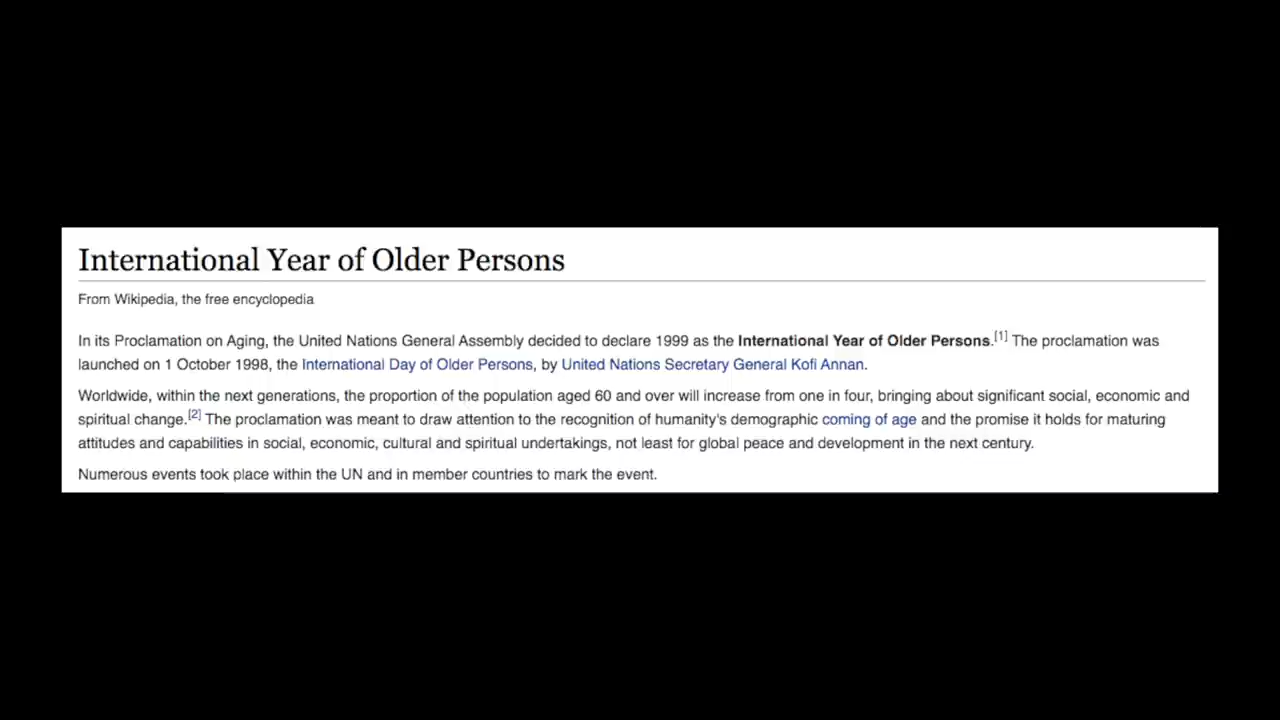 International Year of Older Persons
From Wikipedia, the free encyclopedia
In its Proclamation on Aging, the United Nations General Assembly decided to declare 1999 as the International Year of Older Persons.[1] The proclamation was
launched on 1 October 1998, the International Day of Older Persons, by United Nations Secretary General Kofi Annan.
Worldwide, within the next generations, the proportion of the population aged 60 and over will increase from one in four, bringing about significant social, economic and
spiritual change.[2] The proclamation was meant to draw attention to the recognition of humanity's demographic coming of age and the promise it holds for maturing
attitudes and capabilities in social, economic, cultural and spiritual undertakings, not least for global peace and development in the next century.
Numerous events took place within the UN and in member countries to mark the event.